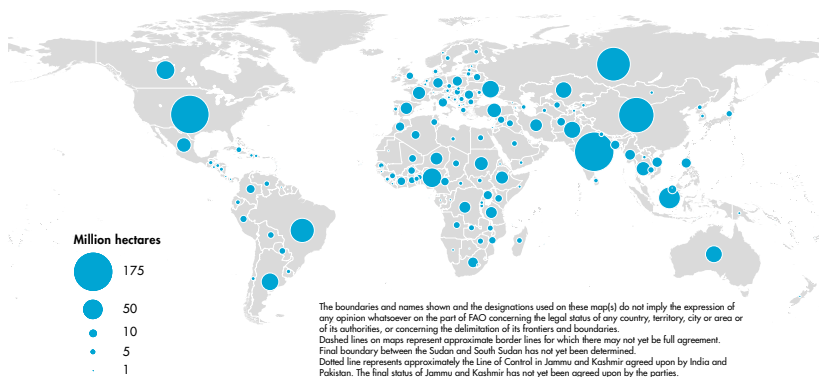 Million hectares
175
50
10
5
1
The boundaries and names shown and the designations used on these map(s) do not imply the expression of
any opinion whatsoever on the part of FAO concerning the legal status of any country, territory, city or area or
of its authorities, or concerning the delimitation of its frontiers and boundaries.
Dashed lines on maps represent approximate border lines for which there may not yet be full agreement.
Final boundary between the Sudan and South Sudan has not yet been determined.
Dotted line represents approximately the Line of Control in Jammu and Kashmir agreed upon by India and
Pakistan. The final status of Jammu and Kashmir has not yet been agreed upon by the parties.